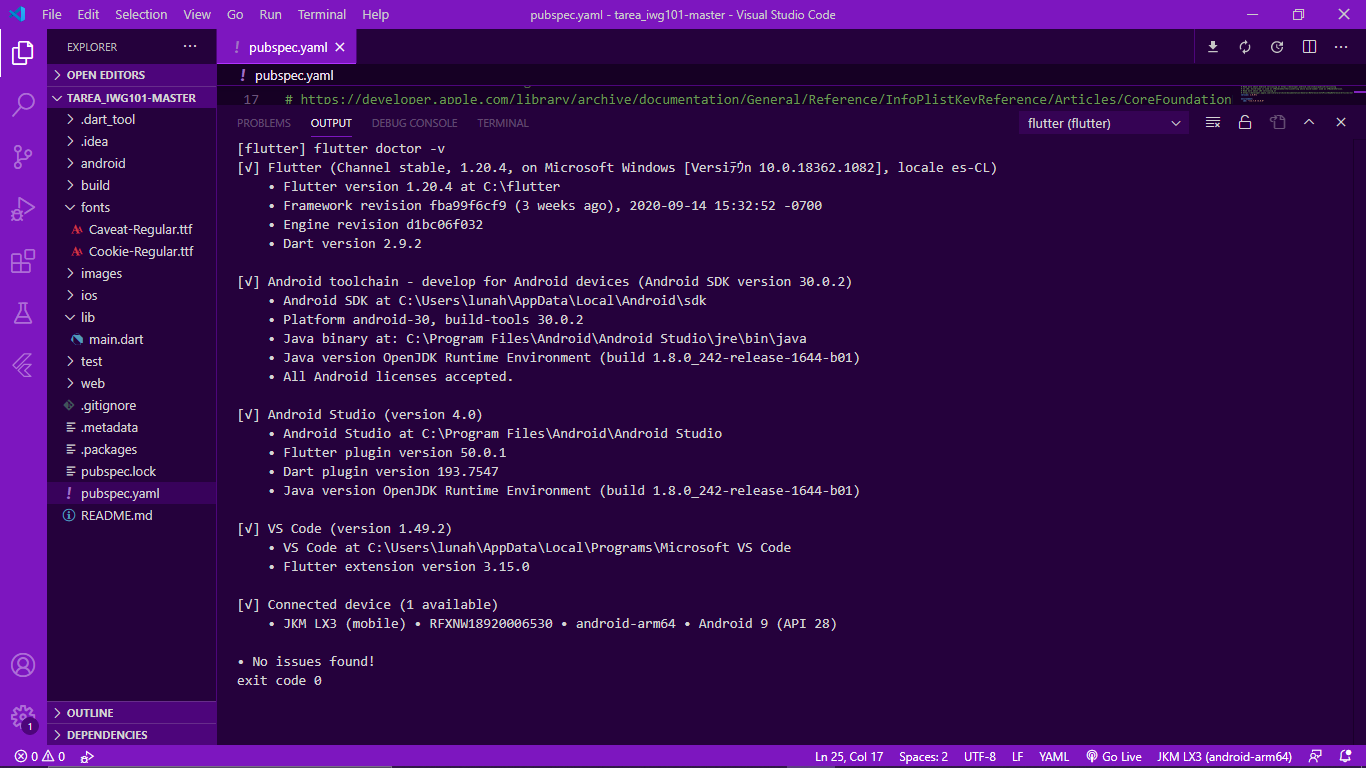 File Edit Selection View Go Run Terminal Help
pubspec.yaml - tarea_iwg101-master - Visual Studio Code
EXPLORER
OPEN EDITORS
TAREA_IWG101-MASTER
.dart_tool
.idea
android
build
fonts
Caveat-Regular.ttf
Cookie-Regular.ttf
images
ios
lib
main.dart
test
web
.gitignore
.metadata
.packages
pubspec.lock
pubspec.yaml
README.md
OUTLINE
DEPENDENCIES
! pubspec.yaml
! pubspec.yaml
17 # https://developer.apple.com/library/archive/documentation/General/Reference/InfoPlistKeyReference/Articles/CoreFoundation
PROBLEMS OUTPUT DEBUG CONSOLE TERMINAL
flutter (flutter)
[flutter] flutter doctor -v
[√] Flutter (Channel stable, 1.20.4, on Microsoft Windows [Versiﾃｳn 10.0.18362.1082], locale es-CL)
• Flutter version 1.20.4 at C:\flutter
• Framework revision fba99f6cf9 (3 weeks ago), 2020-09-14 15:32:52 -0700
• Engine revision d1bc06f032
• Dart version 2.9.2
[√] Android toolchain - develop for Android devices (Android SDK version 30.0.2)
• Android SDK at C:\Users\lunah\AppData\Local\Android\sdk
• Platform android-30, build-tools 30.0.2
• Java binary at: C:\Program Files\Android\Android Studio\jre\bin\java
• Java version OpenJDK Runtime Environment (build 1.8.0_242-release-1644-b01)
• All Android licenses accepted.
[√] Android Studio (version 4.0)
• Android Studio at C:\Program Files\Android\Android Studio
• Flutter plugin version 50.0.1
• Dart plugin version 193.7547
• Java version OpenJDK Runtime Environment (build 1.8.0_242-release-1644-b01)
[√] VS Code (version 1.49.2)
• VS Code at C:\Users\lunah\AppData\Local\Programs\Microsoft VS Code
• Flutter extension version 3.15.0
[√] Connected device (1 available)
• JKM LX3 (mobile) • RFXNW18920006530 • android-arm64 • Android 9 (API 28)
• No issues found!
exit code 0
1
0 0 Ln 25, Col 17 Spaces: 2 UTF-8 LF YAML Go Live JKM LX3 (android-arm64)